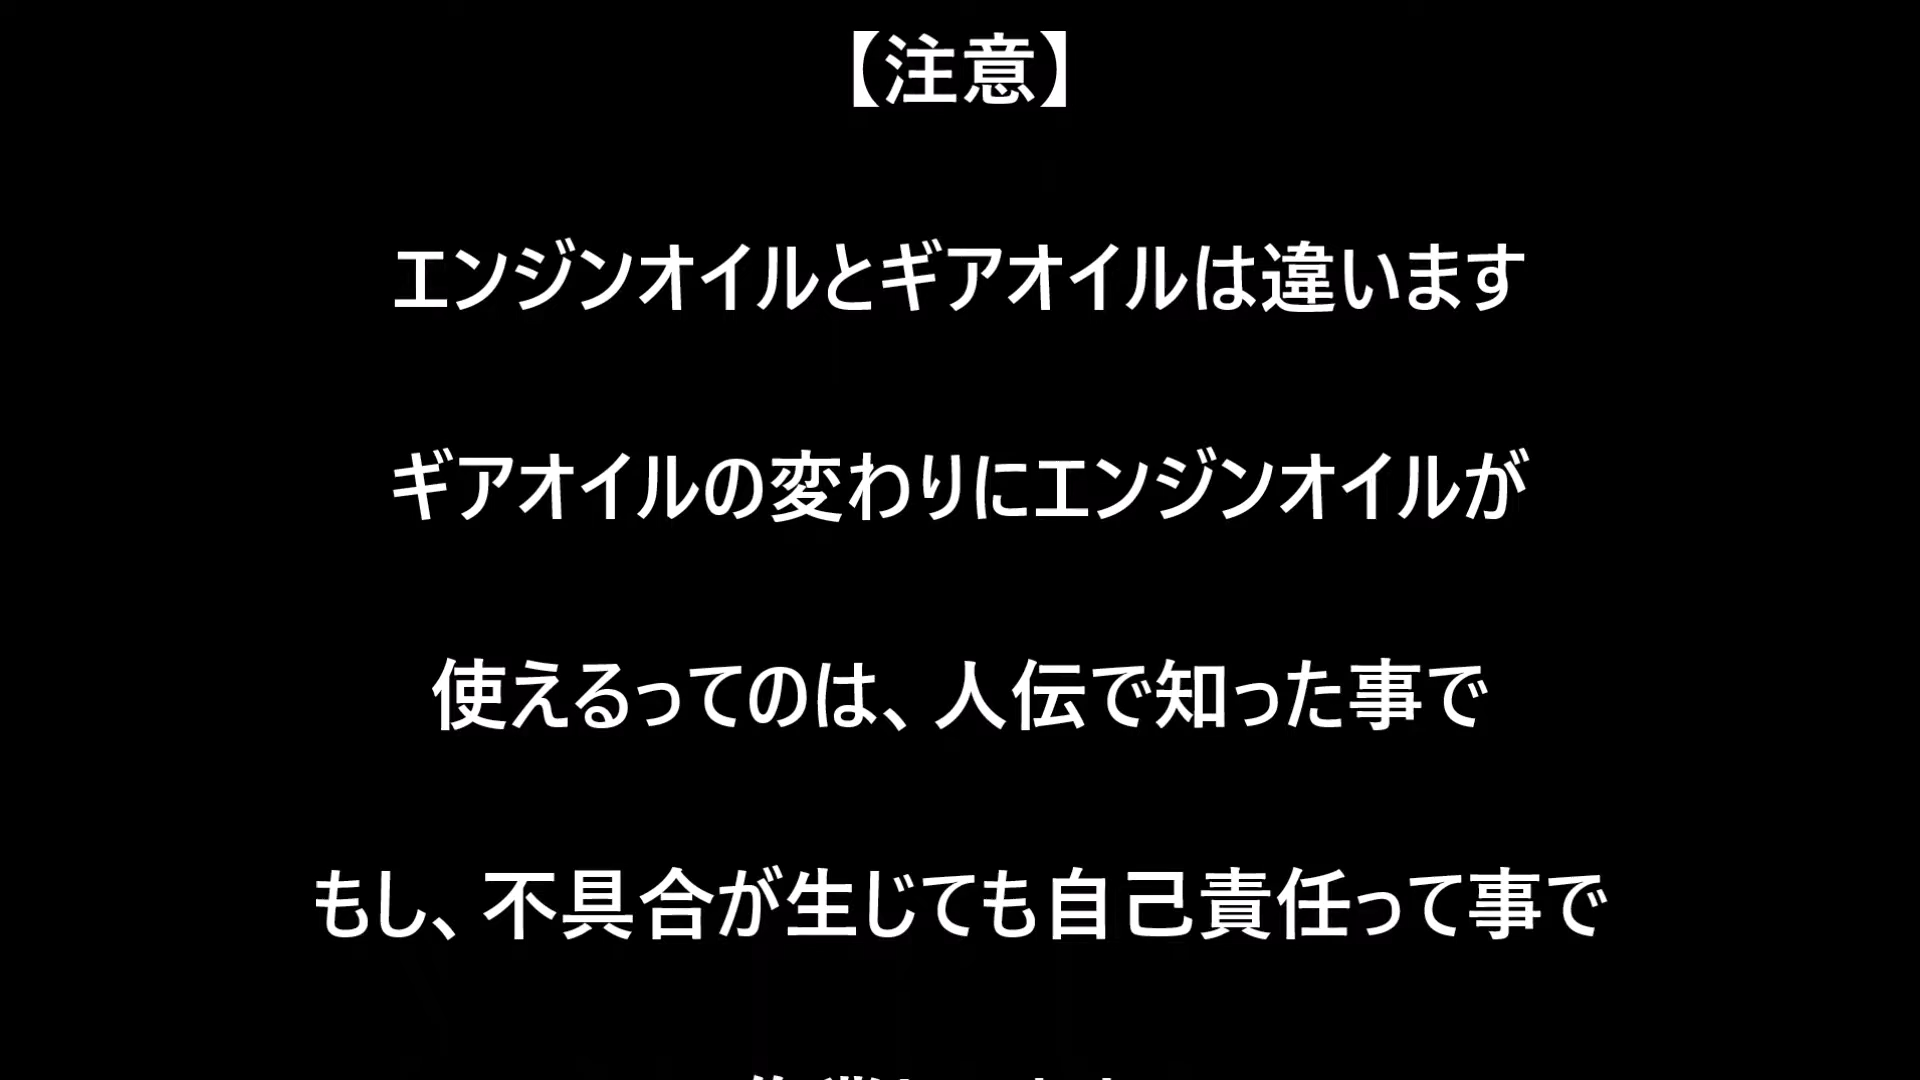 【注意】
エンジンオイルとギアオイルは違います
ギアオイルの変わりにエンジンオイルが
使えるってのは、人伝で知った事で
もし、不具合が生じても自己責任って事で